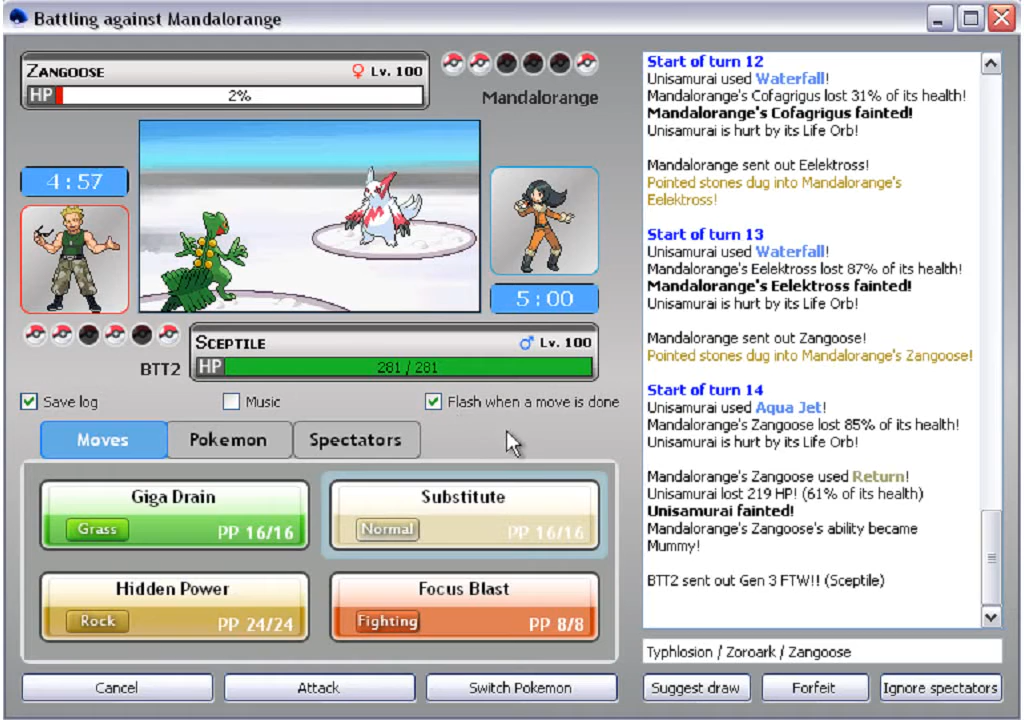 Battling against Mandalorange
ZANGOOSE ♀ Lv. 100
HP 2%
Mandalorange
4:57
5:00
SCEPTILE ♂ Lv. 100
BTT2
HP 281 / 281
Save log
Music
Flash when a move is done
Moves
Pokemon
Spectators
Giga Drain
Grass PP 16/16
Substitute
Normal PP 16/16
Hidden Power
Rock PP 24/24
Focus Blast
Fighting PP 8/8
Cancel
Attack
Switch Pokemon
Start of turn 12
Unisamurai used Waterfall!
Mandalorange's Cofagrigus lost 31% of its health!
Mandalorange's Cofagrigus fainted!
Unisamurai is hurt by its Life Orb!
Mandalorange sent out Eelektross!
Pointed stones dug into Mandalorange's
Eelektross!
Start of turn 13
Unisamurai used Waterfall!
Mandalorange's Eelektross lost 87% of its health!
Mandalorange's Eelektross fainted!
Unisamurai is hurt by its Life Orb!
Mandalorange sent out Zangoose!
Pointed stones dug into Mandalorange's Zangoose!
Start of turn 14
Unisamurai used Aqua Jet!
Mandalorange's Zangoose lost 85% of its health!
Unisamurai is hurt by its Life Orb!
Mandalorange's Zangoose used Return!
Unisamurai lost 219 HP! (61% of its health)
Unisamurai fainted!
Mandalorange's Zangoose's ability became
Mummy!
BTT2 sent out Gen 3 FTW!! (Sceptile)
Typhlosion / Zoroark / Zangoose
Suggest draw
Forfeit
Ignore spectators